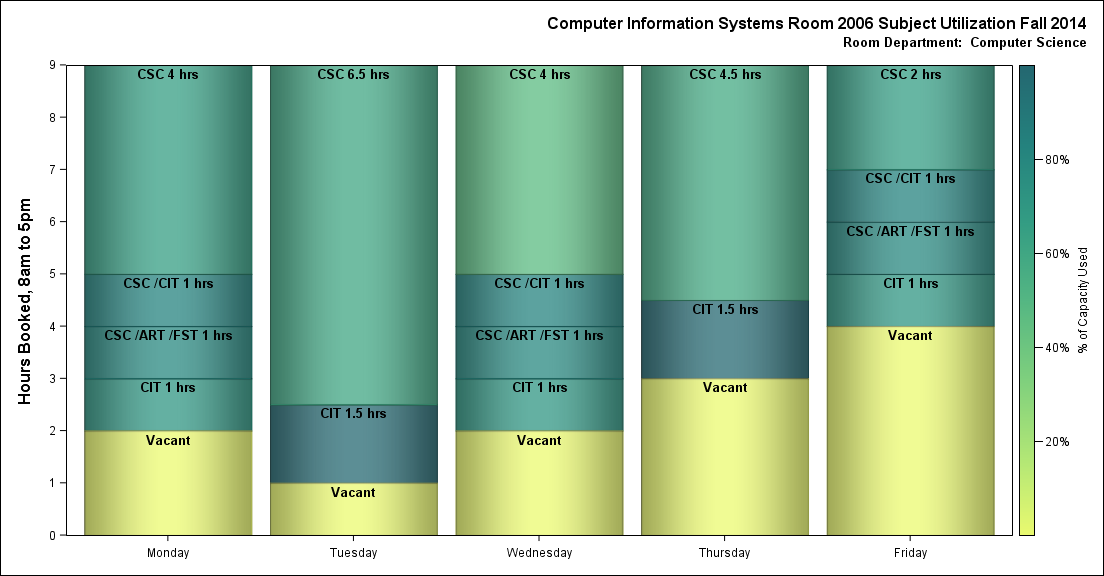 Computer Information Systems Room 2006 Subject Utilization Fall 2014
Room Department:  Computer Science
Hours Booked, 8am to 5pm
9
8
7
6
5
4
3
2
1
0
CSC 4 hrs
CSC /CIT 1 hrs
CSC /ART /FST 1 hrs
CIT 1 hrs
Vacant
Monday
CSC 6.5 hrs
CIT 1.5 hrs
Vacant
Tuesday
CSC 4 hrs
CSC /CIT 1 hrs
CSC /ART /FST 1 hrs
CIT 1 hrs
Vacant
Wednesday
CSC 4.5 hrs
CIT 1.5 hrs
Vacant
Thursday
CSC 2 hrs
CSC /CIT 1 hrs
CSC /ART /FST 1 hrs
CIT 1 hrs
Vacant
Friday
80%
60%
40%
20%
% of Capacity Used